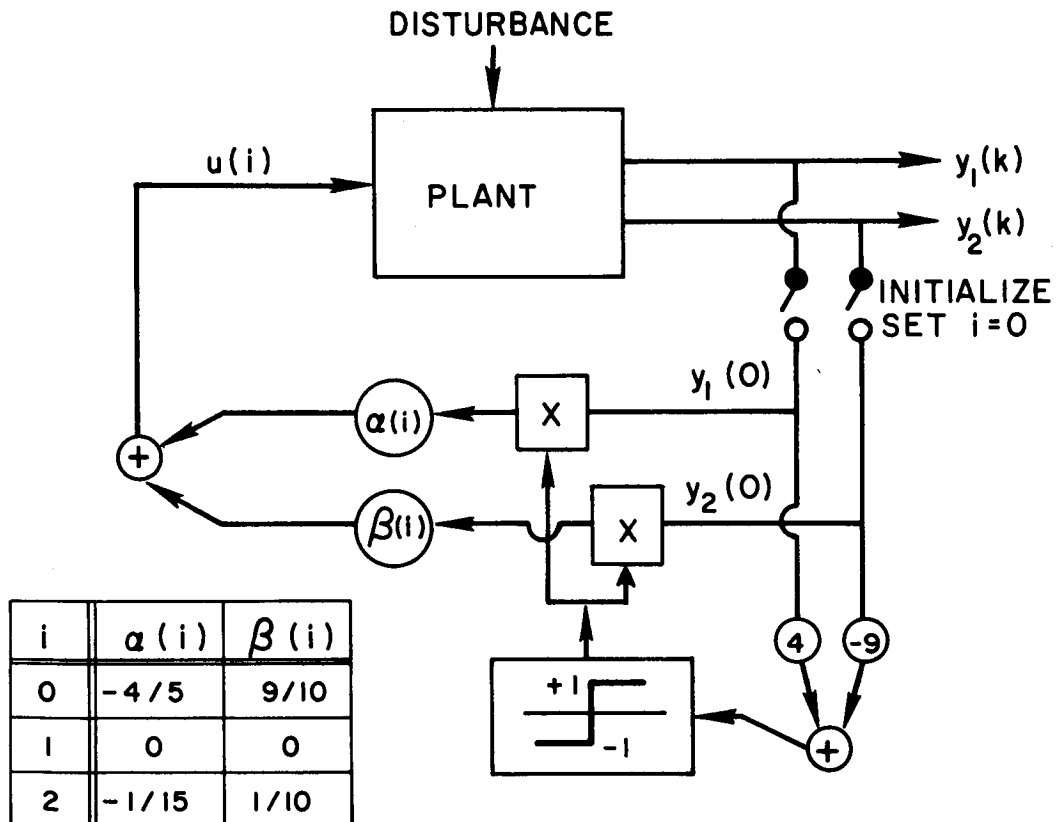 DISTURBANCE
u(i)
PLANT
y₁(k)
y₂(k)
INITIALIZE
SET i=0
y₁(0)
α(i)
X
+
y₂(0)
β(i)
X
4
-9
+1
-1
+
i α(i) β(i)
0 -4/5 9/10
1 0 0
2 -1/15 1/10